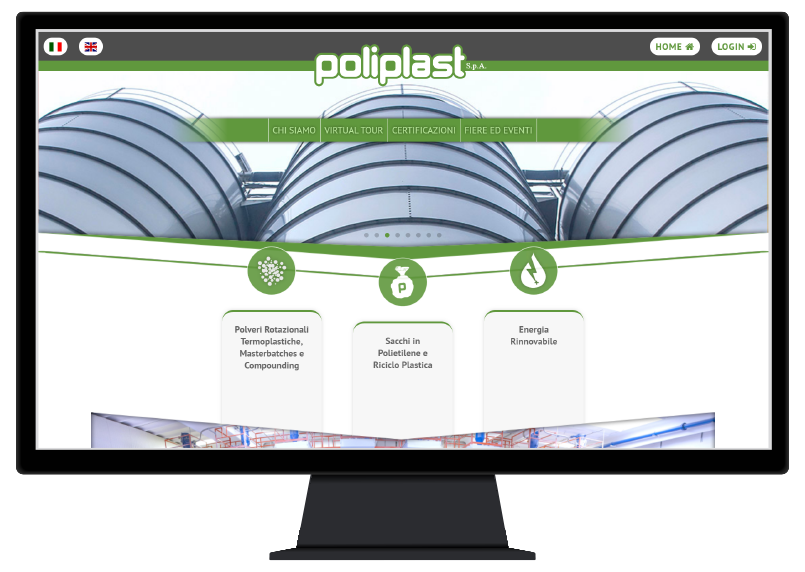 HOME
LOGIN
poliplast
S.p.A.
CHI SIAMO
VIRTUAL TOUR
CERTIFICAZIONI
FIERE ED EVENTI
P
Polveri Rotazionali
Termoplastiche,
Masterbatches e
Compounding
Sacchi in
Polietilene e
Riciclo Plastica
Energia
Rinnovabile